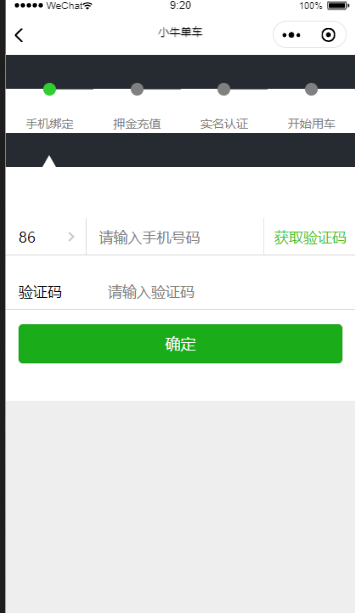 WeChat 9:20 100%
小牛单车
手机绑定 押金充值 实名认证 开始用车
86 请输入手机号码 获取验证码
验证码 请输入验证码
确定